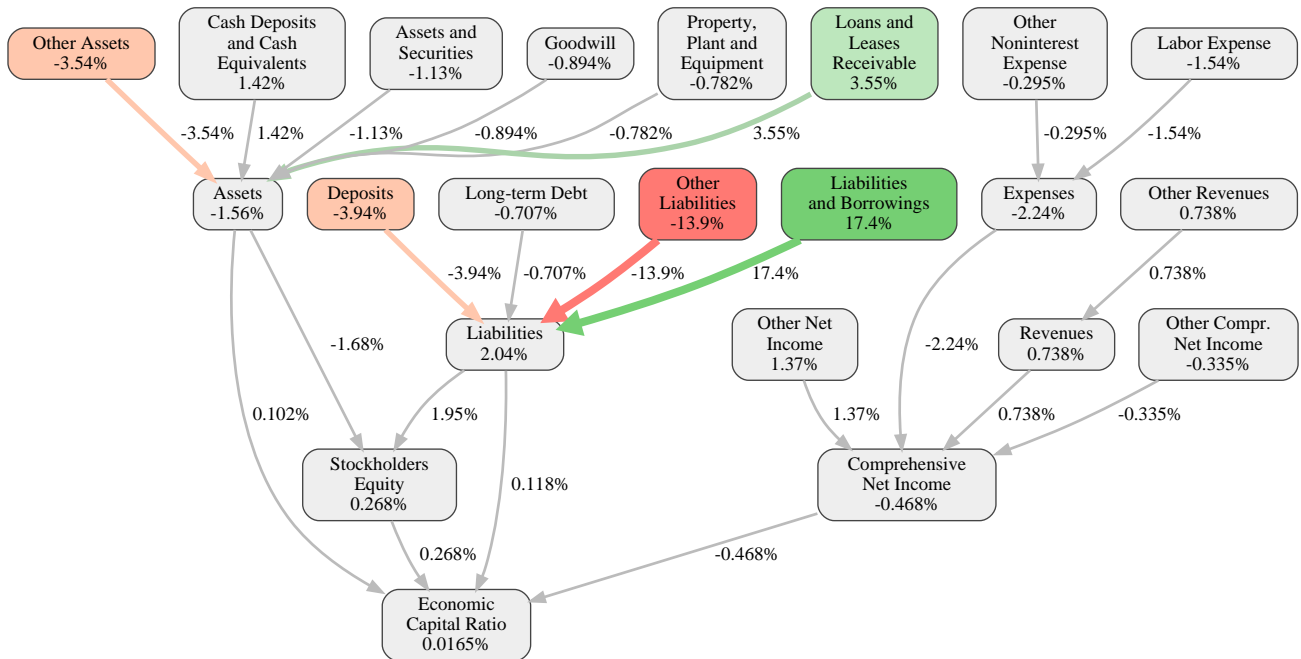 Other Assets
-3.54%
Cash Deposits
and Cash
Equivalents
1.42%
Assets and
Securities
-1.13%
Goodwill
-0.894%
Property,
Plant and
Equipment
-0.782%
Loans and
Leases
Receivable
3.55%
Other
Noninterest
Expense
-0.295%
Labor Expense
-1.54%
-3.54%
1.42%
-1.13%
-0.894%
-0.782%
3.55%
-0.295%
-1.54%
Assets
-1.56%
Deposits
-3.94%
Long-term Debt
-0.707%
Other
Liabilities
-13.9%
Liabilities
and Borrowings
17.4%
Expenses
-2.24%
Other Revenues
0.738%
-3.94%
-0.707%
-13.9%
17.4%
0.738%
-1.68%
Liabilities
2.04%
Other Net
Income
1.37%
-2.24%
Revenues
0.738%
Other Compr.
Net Income
-0.335%
0.102%
1.95%
1.37%
0.738%
-0.335%
Stockholders
Equity
0.268%
0.118%
Comprehensive
Net Income
-0.468%
0.268%
-0.468%
Economic
Capital Ratio
0.0165%